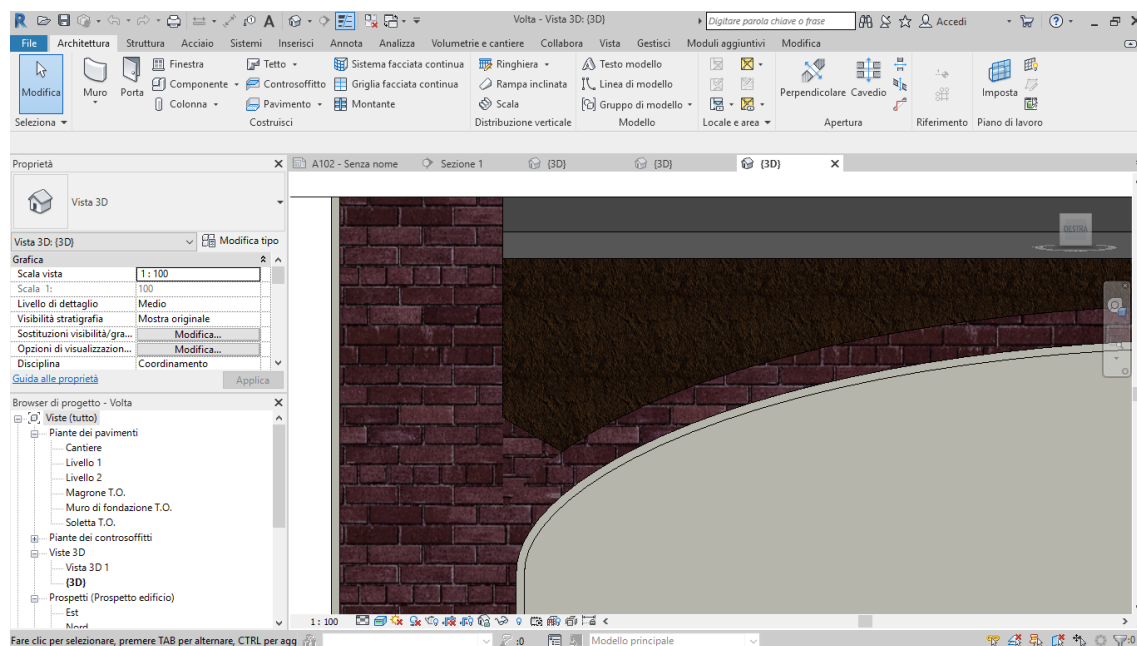 Volta - Vista 3D: {3D}
Digitare parola chiave o frase
Accedi
File Architettura Struttura Acciaio Sistemi Inserisci Annota Analizza Volumetrie e cantiere Collabora Vista Gestisci Moduli aggiuntivi Modifica
Modifica
Muro
Porta
Finestra
Componente
Colonna
Tetto
Controsoffitto
Pavimento
Sistema facciata continua
Griglia facciata continua
Montante
Ringhiera
Rampa inclinata
Scala
Testo modello
Linea di modello
Gruppo di modello
Perpendicolare
Cavedio
Imposta
Seleziona
Costruisci
Distribuzione verticale
Modello
Locale e area
Apertura
Riferimento
Piano di lavoro
Proprietà
A102 - Senza nome
Sezione 1
{3D}
{3D}
{3D}
Vista 3D
Vista 3D: {3D}
Modifica tipo
Grafica
Scala vista 1 : 100
Scala 1: 100
Livello di dettaglio Medio
Visibilità stratigrafia Mostra originale
Sostituzioni visibilità/gra... Modifica...
Opzioni di visualizzazion... Modifica...
Disciplina Coordinamento
Guida alle proprietà
Applica
Browser di progetto - Volta
Viste (tutto)
Piante dei pavimenti
Cantiere
Livello 1
Livello 2
Magrone T.O.
Muro di fondazione T.O.
Soletta T.O.
Piante dei controsoffitti
Viste 3D
Vista 3D 1
{3D}
Prospetti (Prospetto edificio)
Est
Nord
DESTRA
1 : 100
Fare clic per selezionare, premere TAB per alternare, CTRL per agg
:0
Modello principale
:0